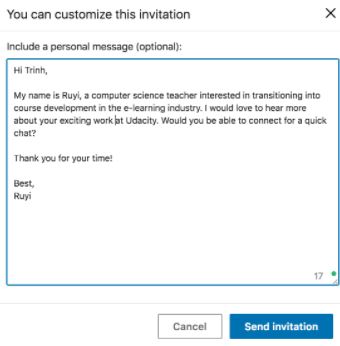 You can customize this invitation
Include a personal message (optional):
Hi Trinh,
My name is Ruyi, a computer science teacher interested in transitioning into
course development in the e-learning industry. I would love to hear more
about your exciting work at Udacity. Would you be able to connect for a quick
chat?
Thank you for your time!
Best,
Ruyi
17
Cancel
Send invitation